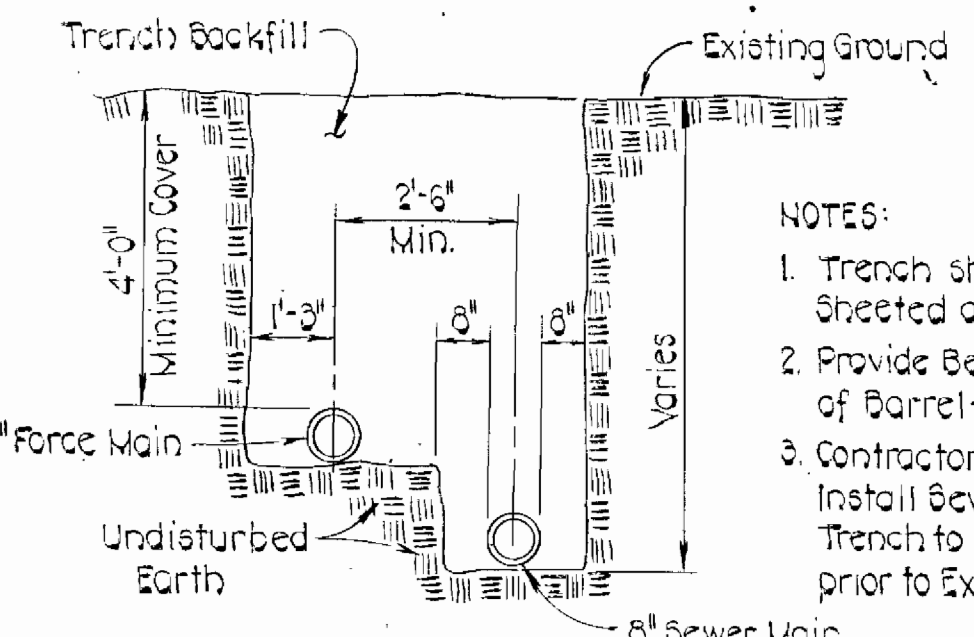 Trench Backfill
Existing Ground
2'-6"
Min.
4'-0"
Minimum Cover
1'-3"
8"
8"
Varies
" Force Main
Undisturbed
Earth
8" Sewer Main
NOTES:
1. Trench sh
Sheeted o
2. Provide Be
of Barrel
3. Contractor
Install Sew
Trench to
prior to Ex